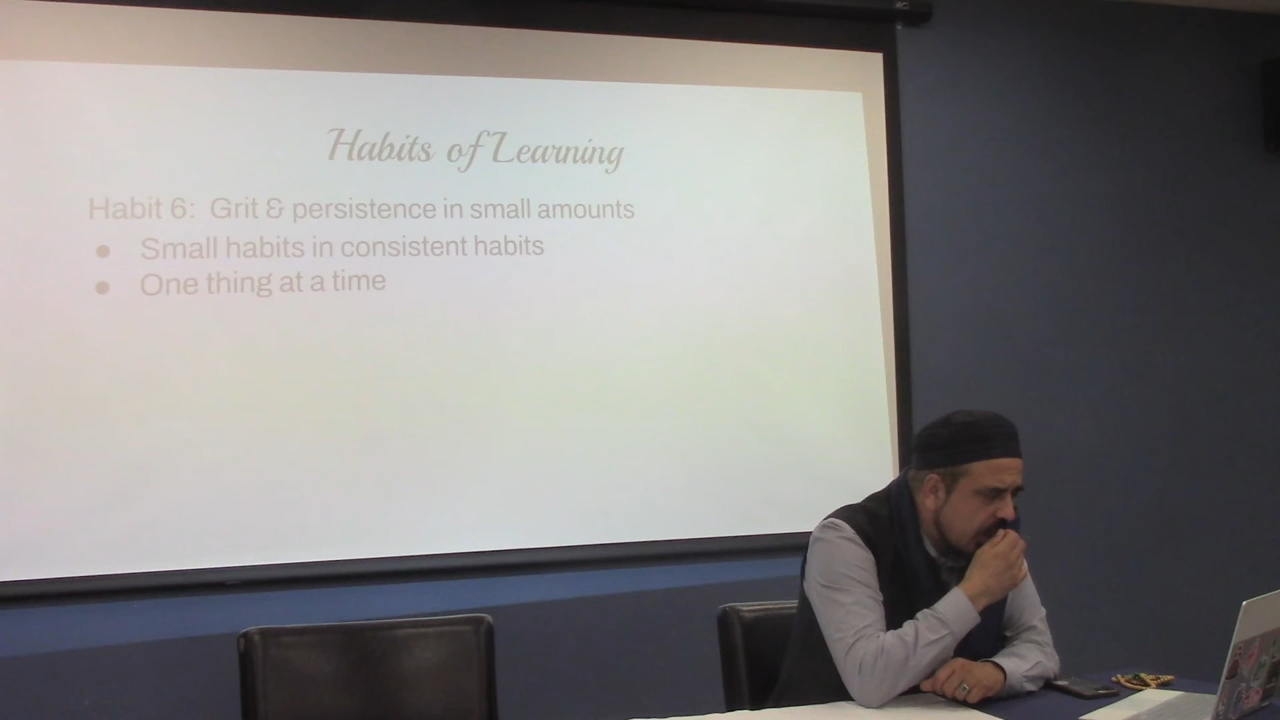 Habits of Learning
Habit 6: Grit & persistence in small amounts
● Small habits in consistent habits
● One thing at a time